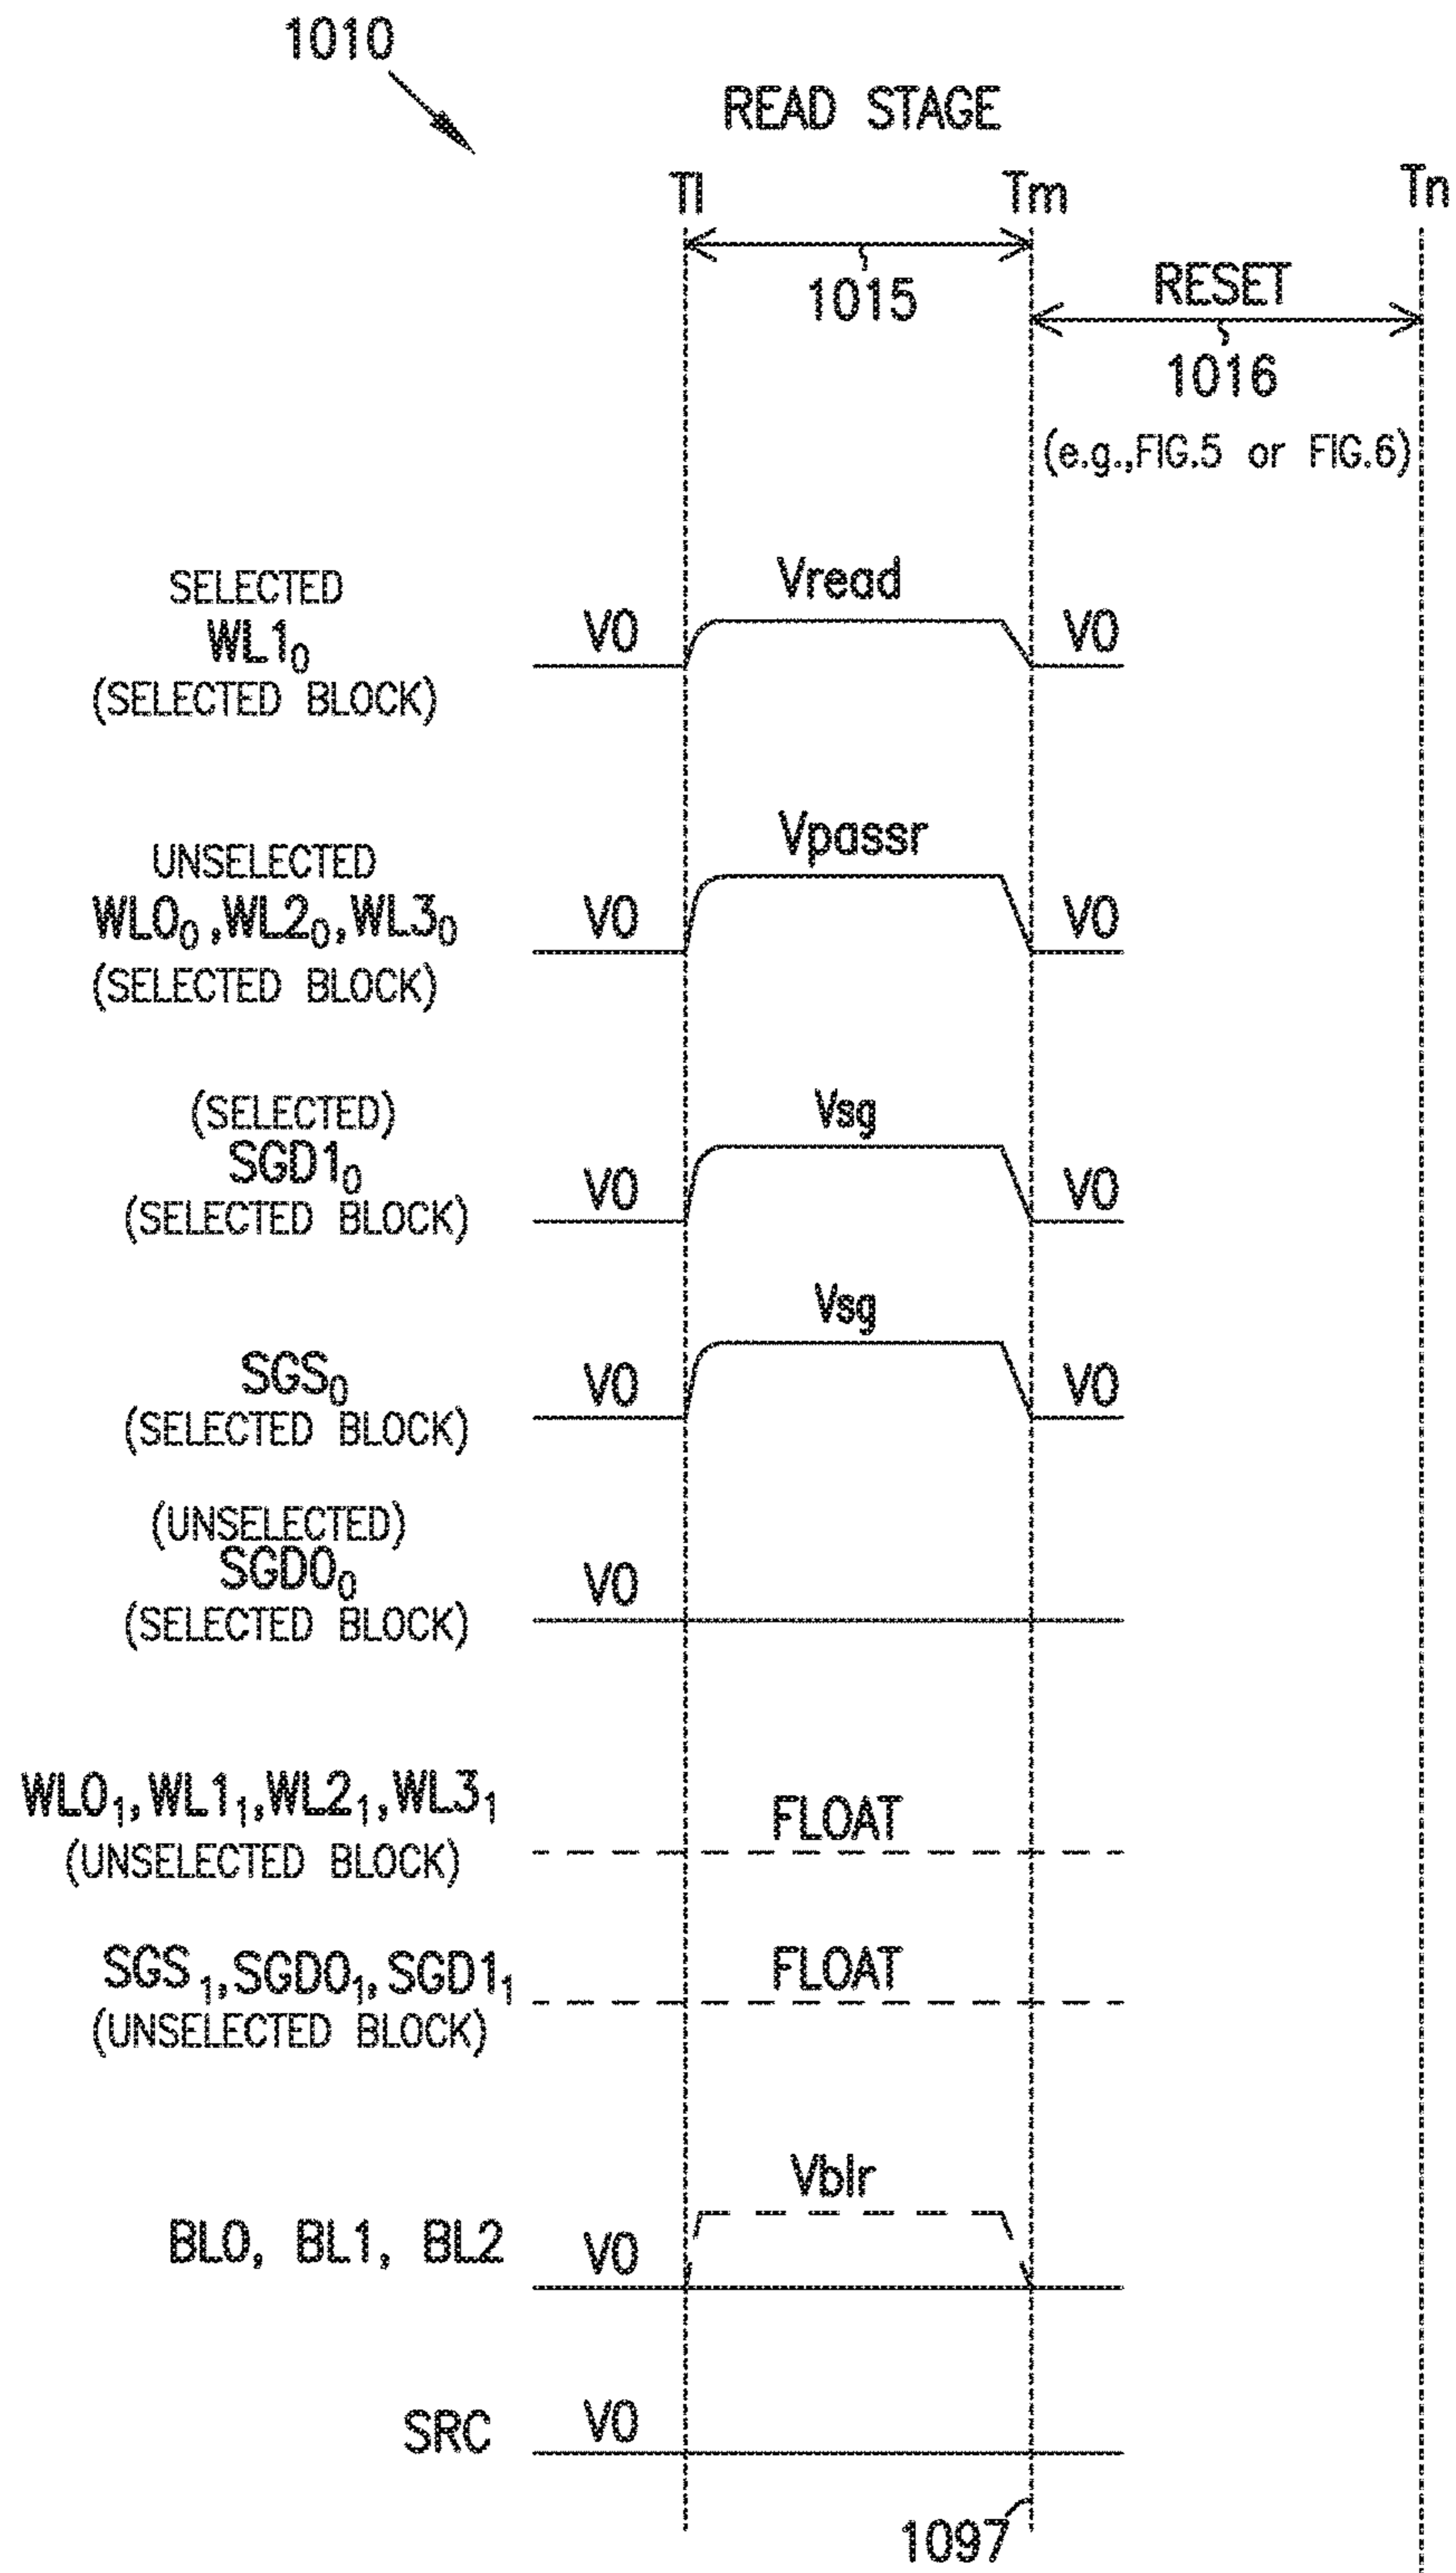 1010
READ STAGE
Tl Tm Tn
1015
RESET
1016
(e.g.,FIG.5 or FIG.6)
SELECTED
WL1₀
(SELECTED BLOCK)
V0 Vread V0
UNSELECTED
WL0₀,WL2₀,WL3₀
(SELECTED BLOCK)
V0 Vpassr V0
(SELECTED)
SGD1₀
(SELECTED BLOCK)
V0 Vsg V0
SGS₀
(SELECTED BLOCK)
V0 Vsg V0
(UNSELECTED)
SGD0₀
(SELECTED BLOCK)
V0
WL0₁,WL1₁,WL2₁,WL3₁
(UNSELECTED BLOCK)
FLOAT
SGS₁,SGD0₁,SGD1₁
(UNSELECTED BLOCK)
FLOAT
BL0, BL1, BL2
V0 Vblr
SRC V0
1097